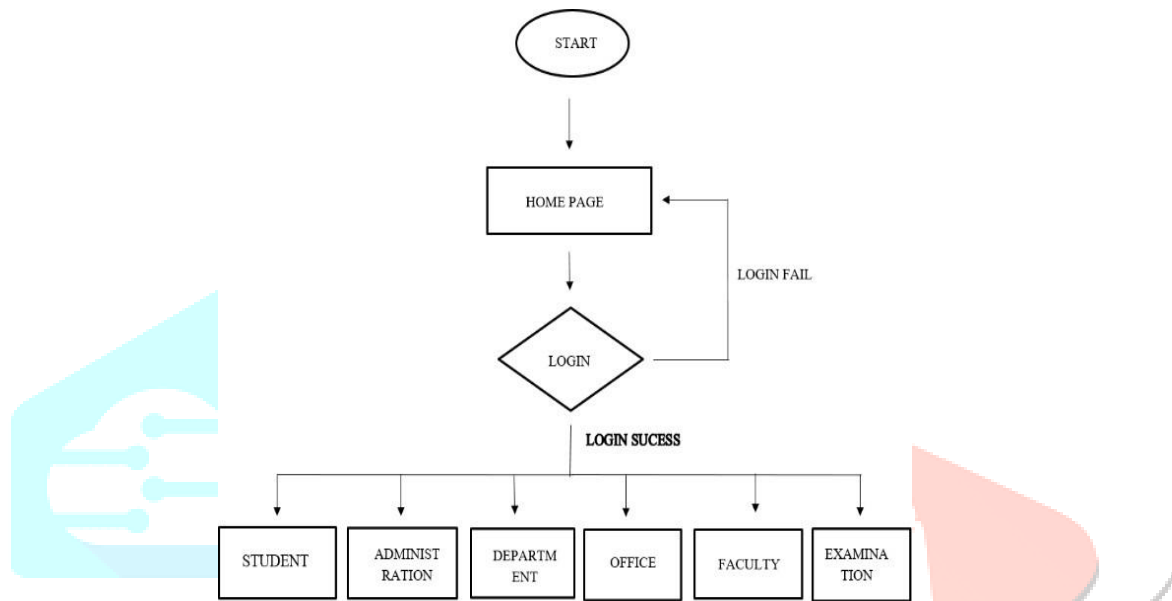 START
HOME PAGE
LOGIN FAIL
LOGIN
LOGIN SUCESS
STUDENT
ADMINIST
RATION
DEPARTM
ENT
OFFICE
FACULTY
EXAMINA
TION